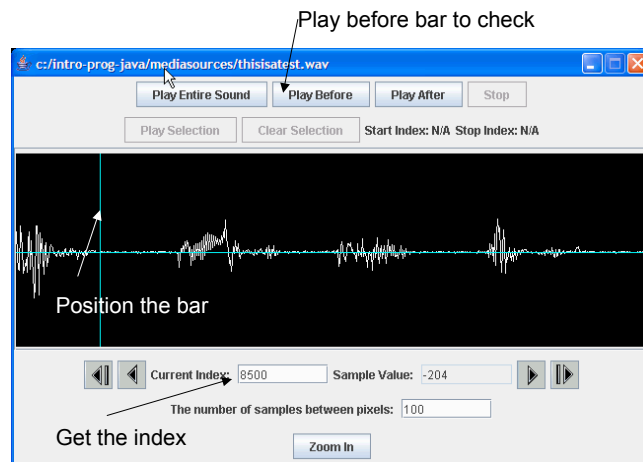 Play before bar to check
c:/intro-prog-java/mediasources/thisisatest.wav
Play Entire Sound Play Before Play After Stop
Play Selection Clear Selection Start Index: N/A Stop Index: N/A
Position the bar
Current Index: 8500 Sample Value: -204
The number of samples between pixels: 100
Get the index
Zoom In